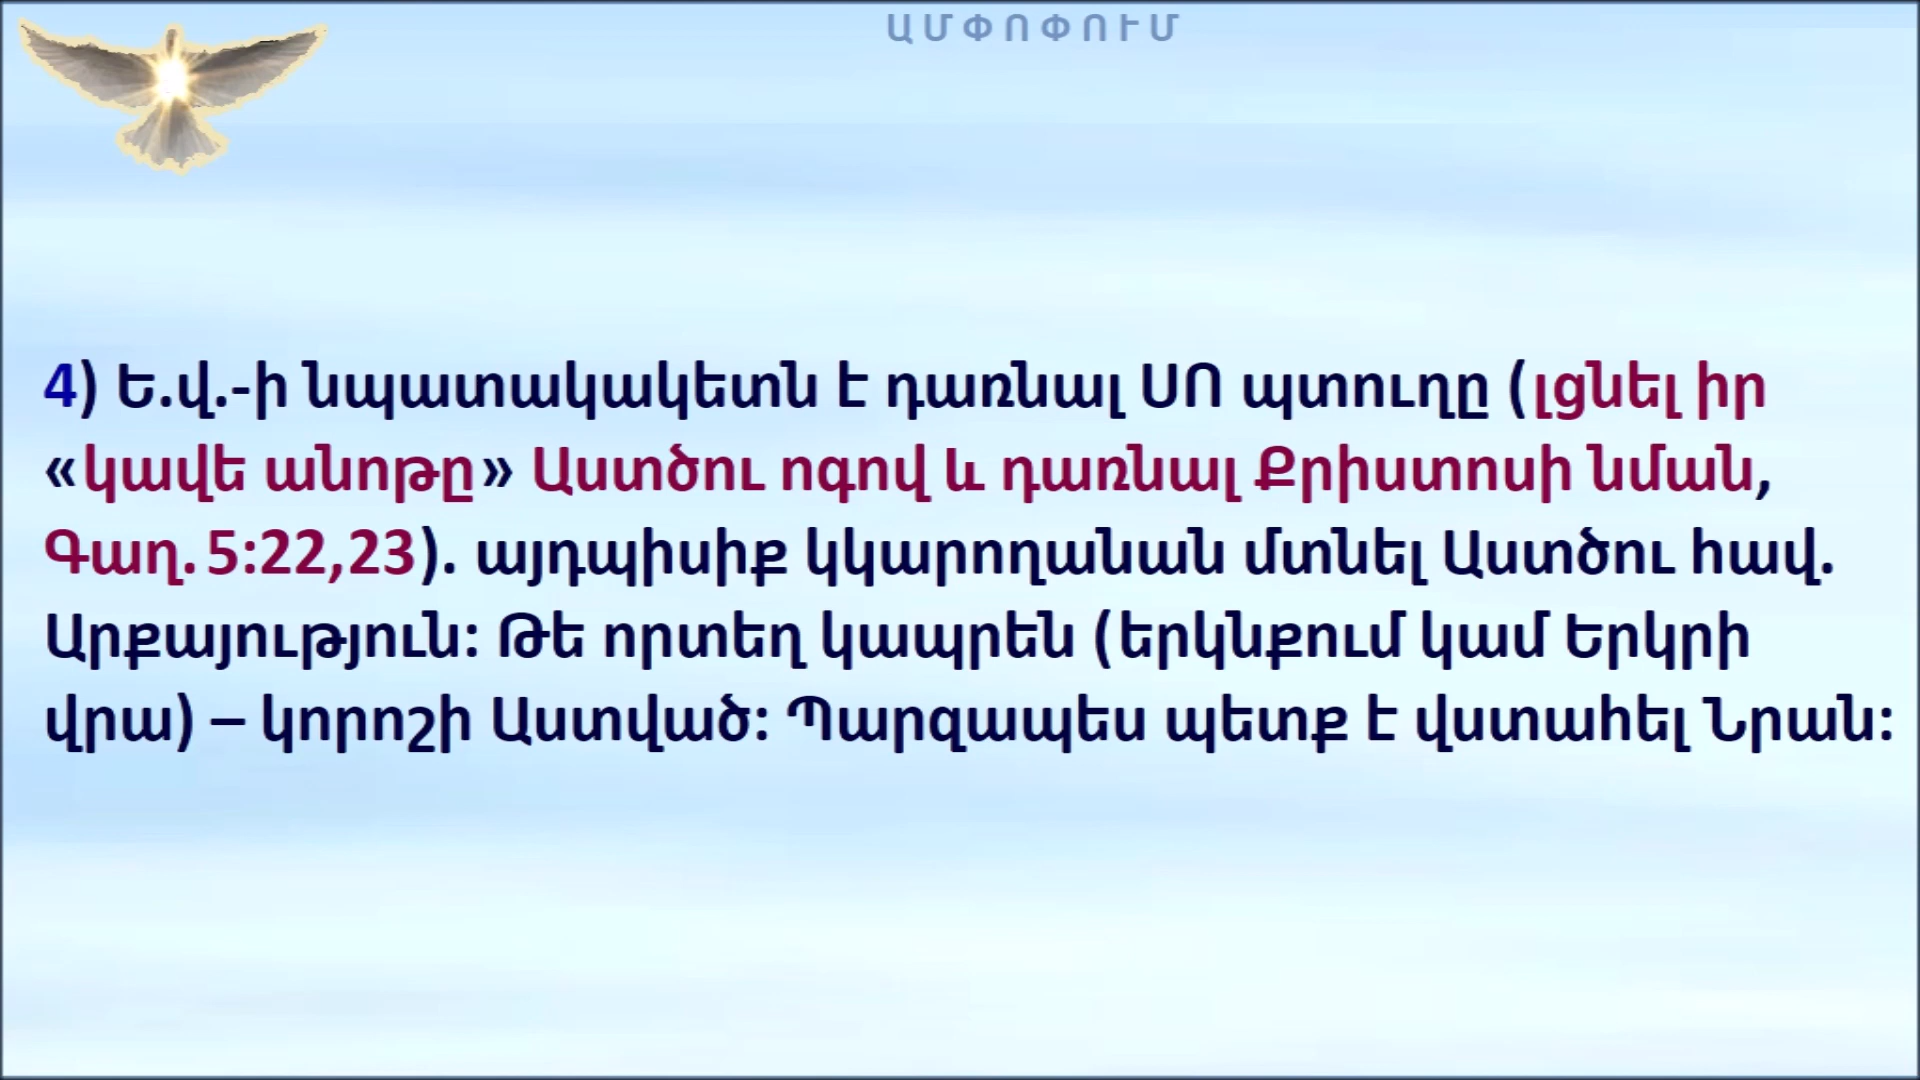 ԱՄՓՈՓՈՒՄ
4) Ե.վ.-ի նպատակակետն է դառնալ ՍՈ պտուղը (լցնել իր
«կավե անոթը» Աստծու ոգով և դառնալ Քրիստոսի նման,
Գաղ. 5:22,23). այդպիսիք կկարողանան մտնել Աստծու հավ.
Արքայություն: Թե որտեղ կապրեն (երկնքում կամ Երկրի
վրա) – կորոշի Աստված: Պարզապես պետք է վստահել Նրան: